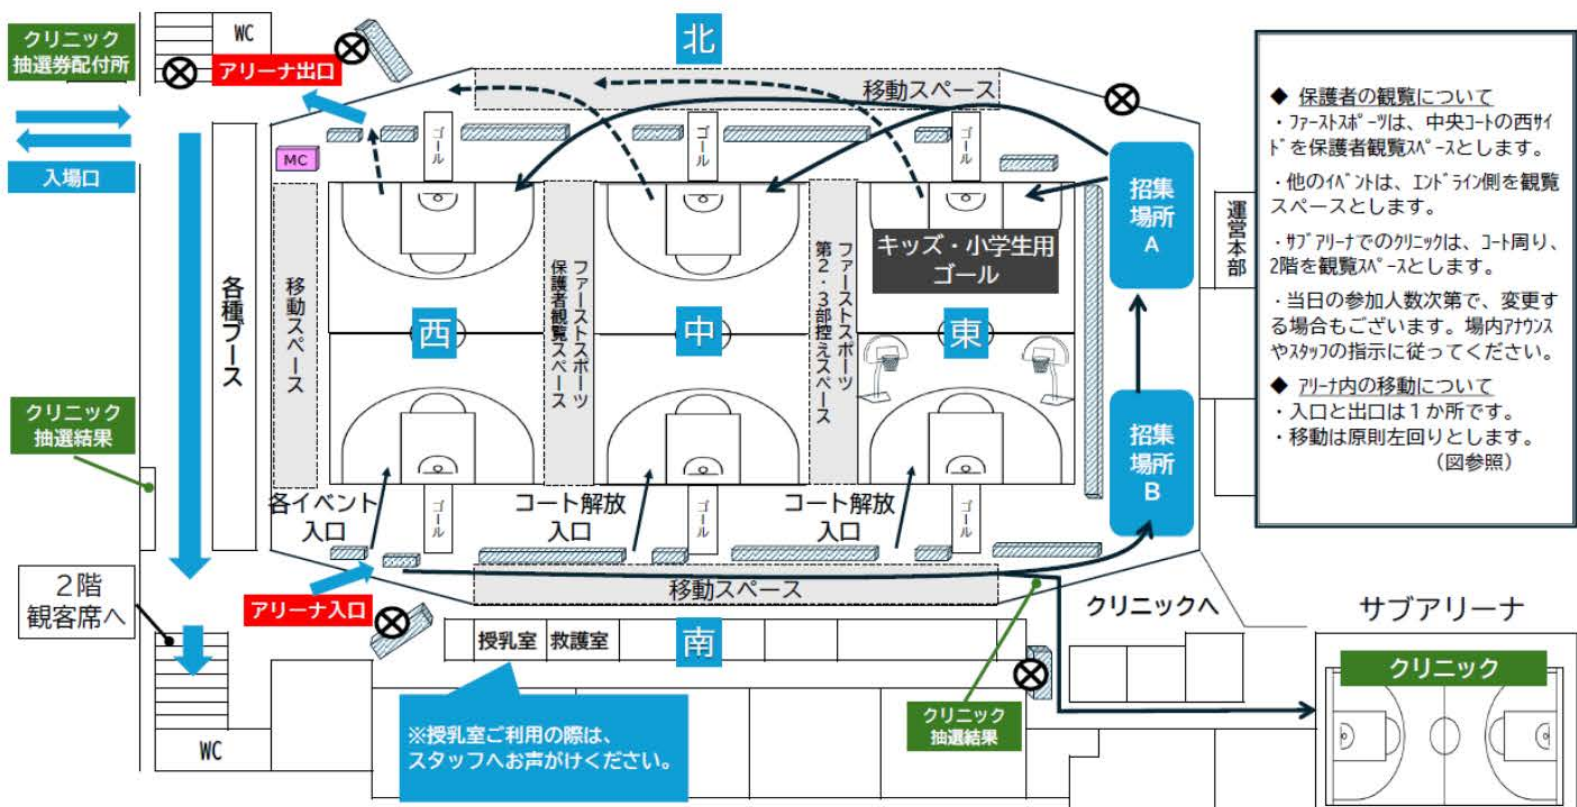 クリニック
抽選券配付所
WC
アリーナ出口
北
移動スペース
入場口
MC
ゴール
ゴール
ゴール
招集
場所
A
運営本部
各種ブース
移動スペース
西
ファーストスポーツ
保護者観覧スペース
中
ファーストスポーツ
第2・3部控えスペース
キッズ・小学生用
ゴール
東
招集
場所
B
クリニック
抽選結果
各イベント
入口
ゴール
コート解放
入口
ゴール
コート解放
入口
ゴール
2階
観客席へ
アリーナ入口
移動スペース
クリニックへ
授乳室
救護室
南
※授乳室ご利用の際は、
スタッフへお声がけください。
WC
クリニック
抽選結果
サブアリーナ
クリニック
◆ 保護者の観覧について
・ファーストスポーツは、中央コートの西サイ
ドを保護者観覧スペースとします。
・他のイベントは、エンドライン側を観覧
スペースとします。
・サブアリーナでのクリニックは、コート周り、
2階を観覧スペースとします。
・当日の参加人数次第で、変更す
る場合もございます。場内アナウンス
やスタッフの指示に従ってください。
◆ アリーナ内の移動について
・入口と出口は1か所です。
・移動は原則左回りとします。
（図参照）